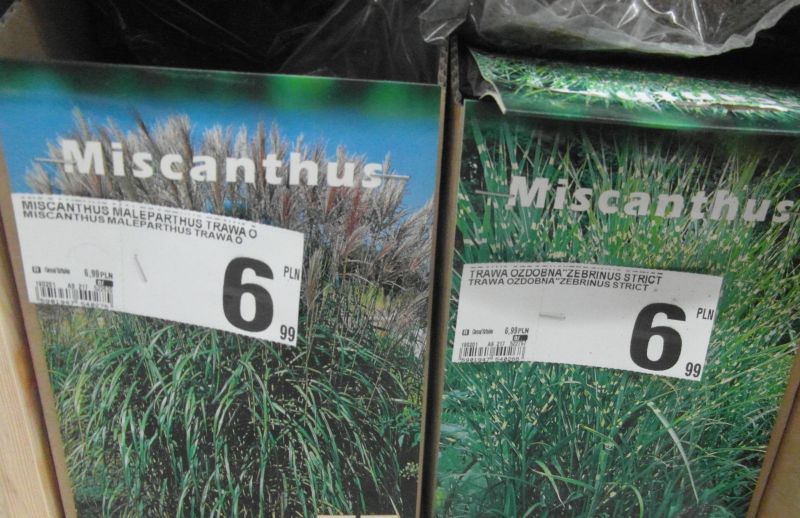 Miscanthus
MISCANTHUS MALEPARTHUS TRAWA O
MISCANTHUS MALEPARTHUS TRAWA O
6,99 PLN
6 PLN
99
Miscanthus
TRAWA OZDOBNA"ZEBRINUS STRICT
TRAWA OZDOBNA"ZEBRINUS STRICT
6,99 PLN
6 PLN
99